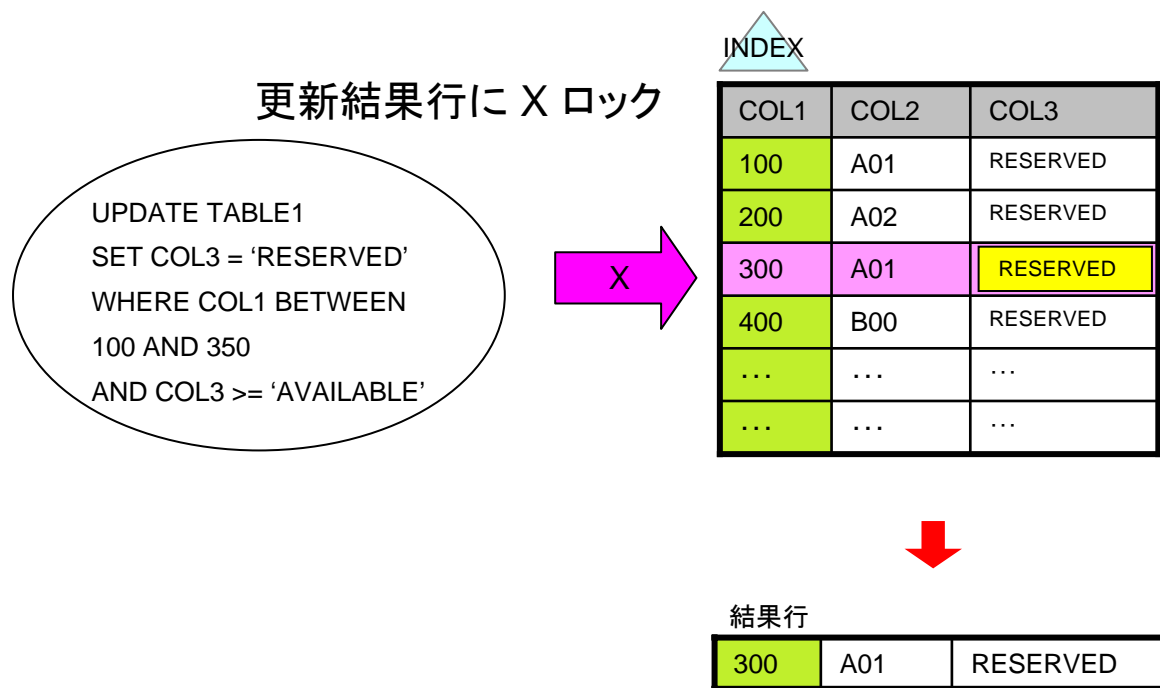 INDEX
更新結果行に X ロック
UPDATE TABLE1
SET COL3 = ‘RESERVED’
WHERE COL1 BETWEEN
100 AND 350
AND COL3 >= ‘AVAILABLE’
X
COL1 COL2 COL3
100 A01 RESERVED
200 A02 RESERVED
300 A01 RESERVED
400 B00 RESERVED
... ... ...
... ... ...
結果行
300 A01 RESERVED